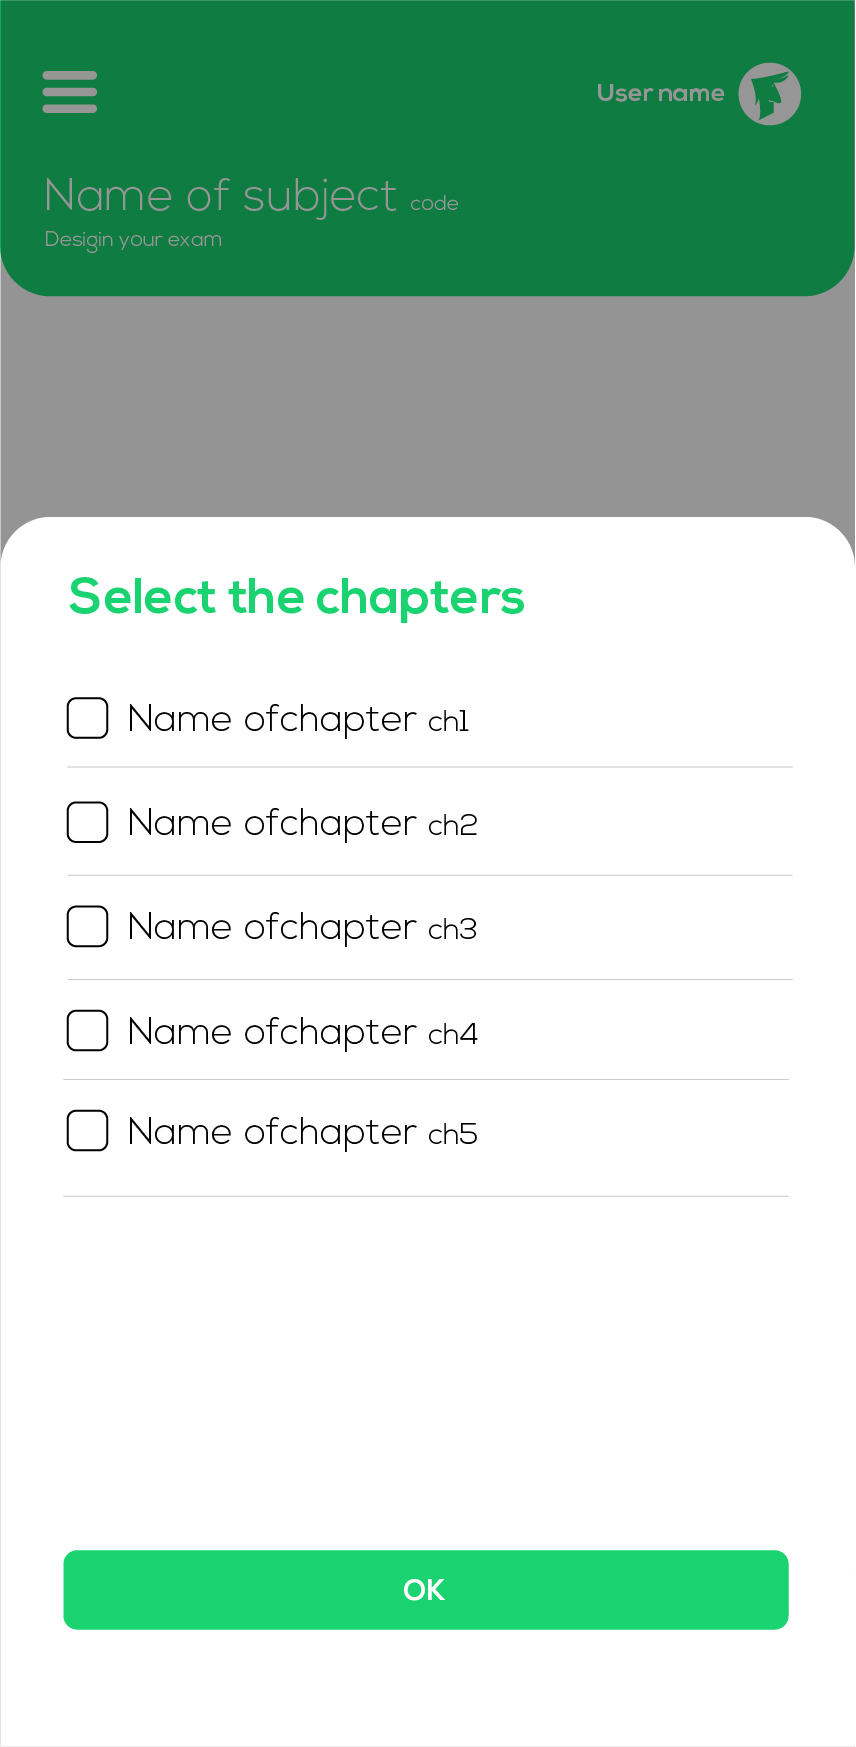 User name
Name of subject code
Desigin your exam
Select the chapters
Name ofchapter ch1
Name ofchapter ch2
Name ofchapter ch3
Name ofchapter ch4
Name ofchapter ch5
OK